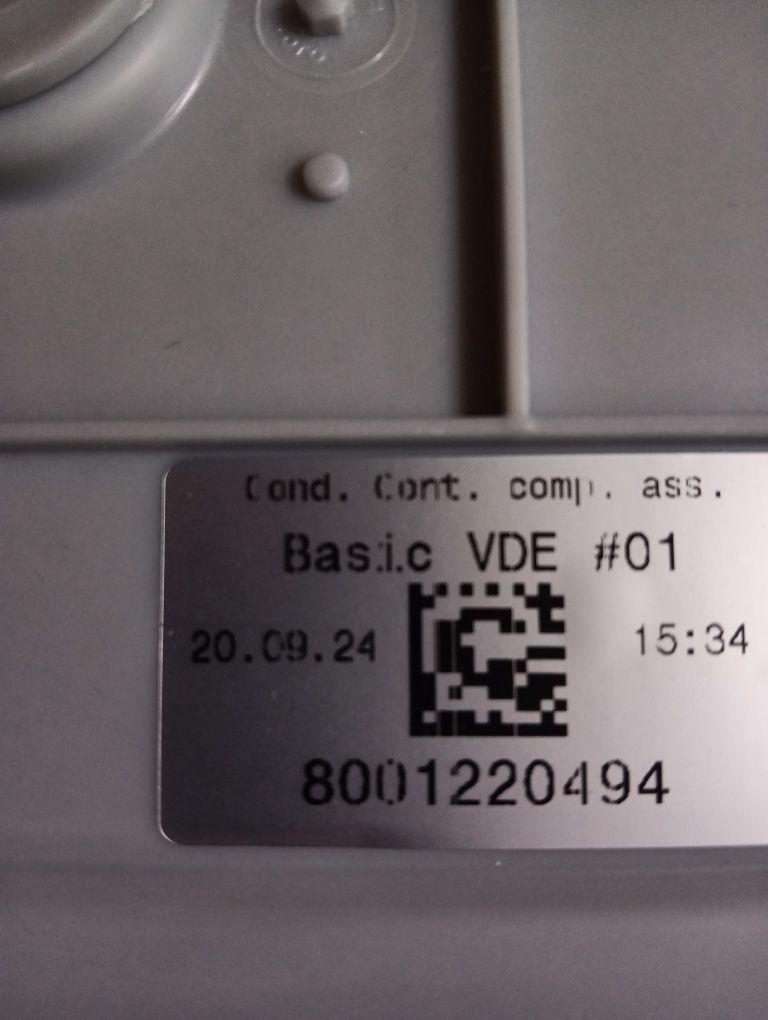 Cond. Cont. comp. ass.
Basic VDE #01
20.09.24 15:34
8001220494